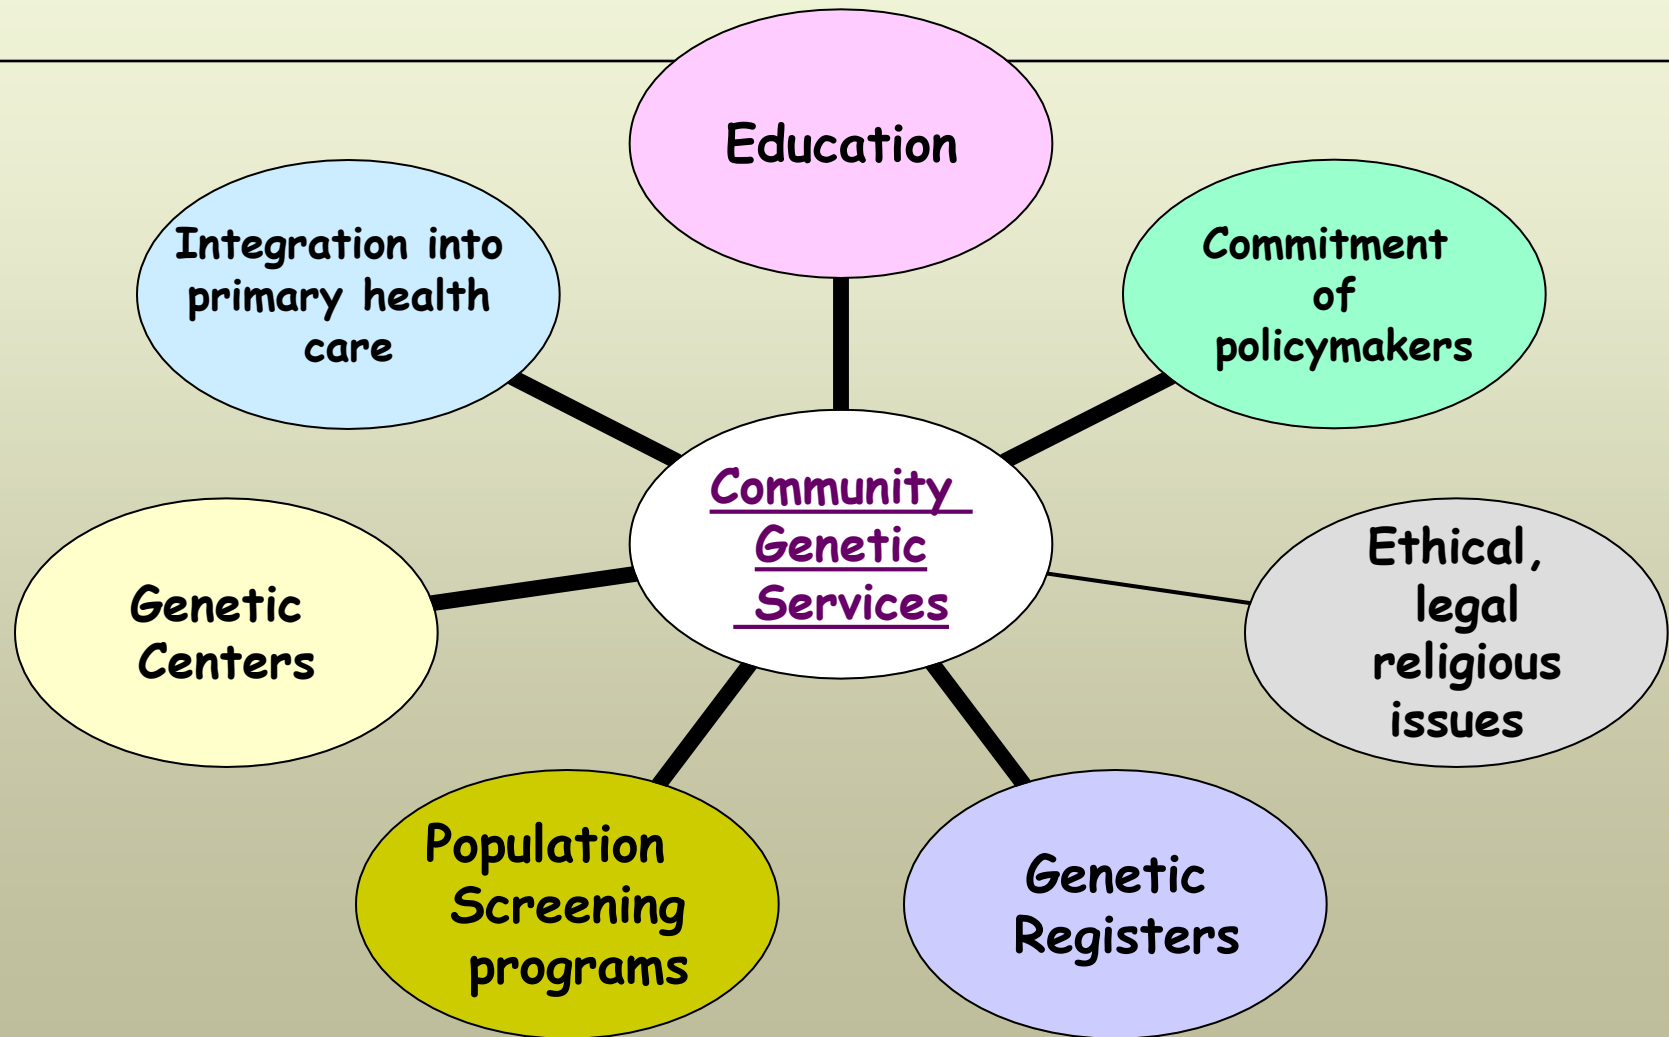 Education
Integration into
primary health
care
Commitment
of
policymakers
Community
Genetic
Services
Genetic
Centers
Ethical,
legal
religious
issues
Population
Screening
programs
Genetic
Registers